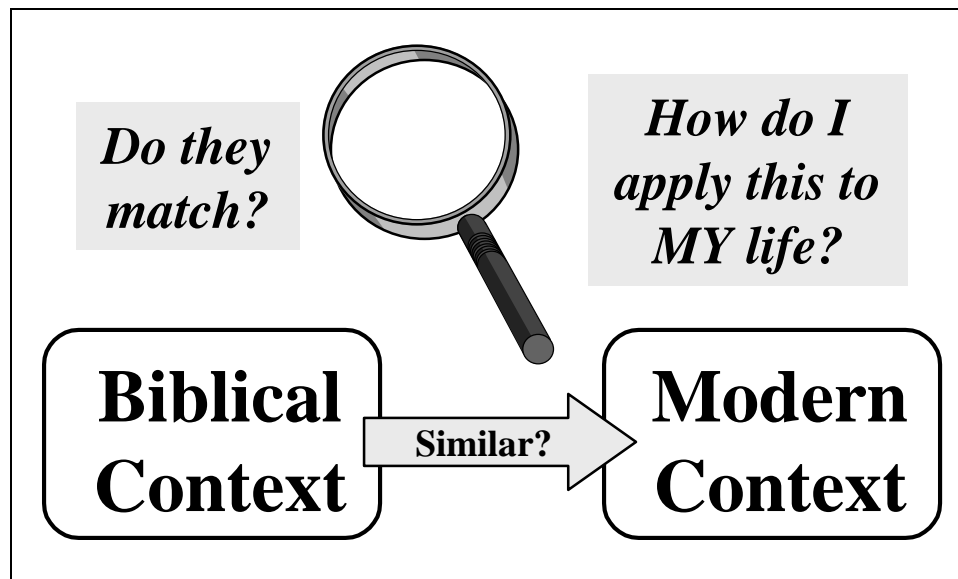 Do they
match?
How do I
apply this to
MY life?
Biblical
Context
Similar?
Modern
Context